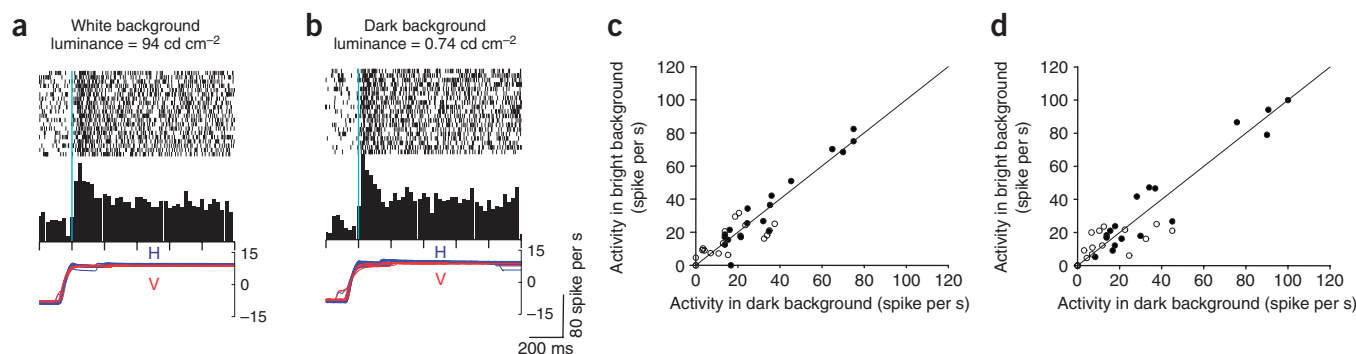 a
White background
luminance = 94 cd cm⁻²
H
V
15
0
−15
b
Dark background
luminance = 0.74 cd cm⁻²
H
V
15
0
−15
80 spike per s
200 ms
c
Activity in bright background
(spike per s)
120
100
80
60
40
20
0
0 20 40 60 80 100 120
Activity in dark background (spike per s)
d
Activity in bright background
(spike per s)
120
100
80
60
40
20
0
0 20 40 60 80 100 120
Activity in dark background (spike per s)